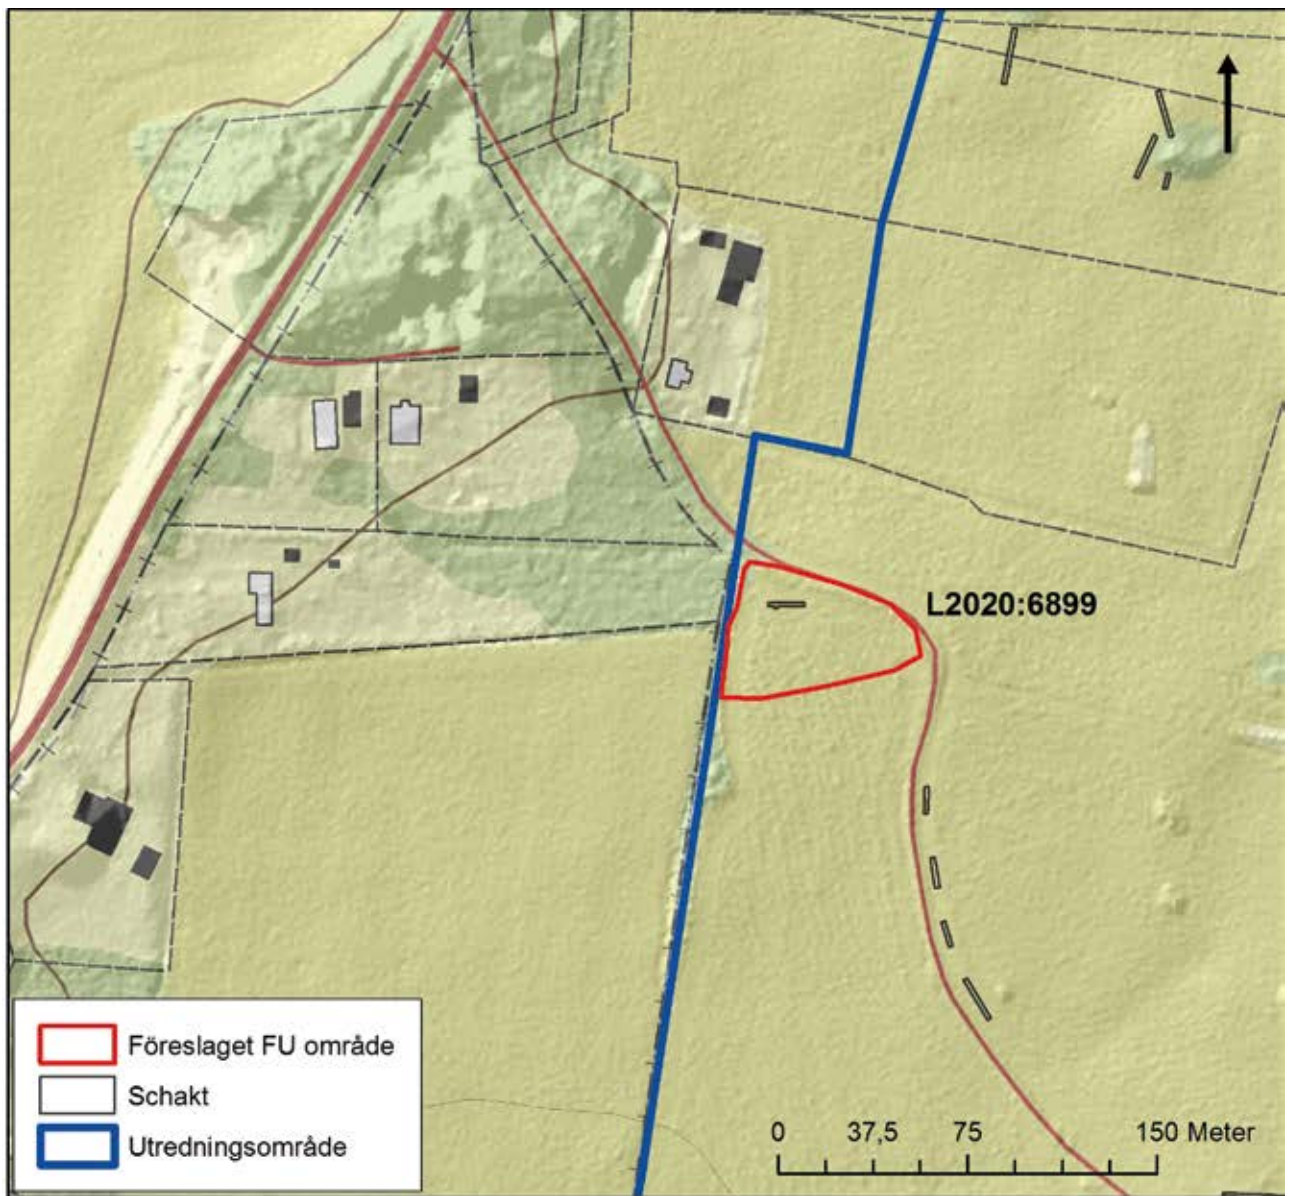 L2020:6899
Föreslaget FU område
Schakt
Utredningsområde
0 37,5 75 150 Meter